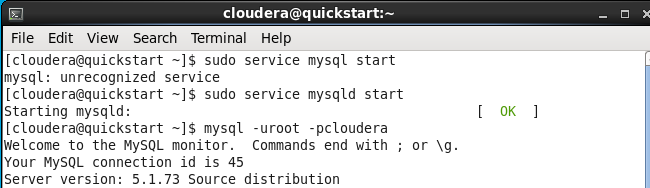 cloudera@quickstart:~
File Edit View Search Terminal Help
[cloudera@quickstart ~]$ sudo service mysql start
mysql: unrecognized service
[cloudera@quickstart ~]$ sudo service mysqld start
Starting mysqld: [ OK ]
[cloudera@quickstart ~]$ mysql -uroot -pcloudera
Welcome to the MySQL monitor.  Commands end with ; or \g.
Your MySQL connection id is 45
Server version: 5.1.73 Source distribution